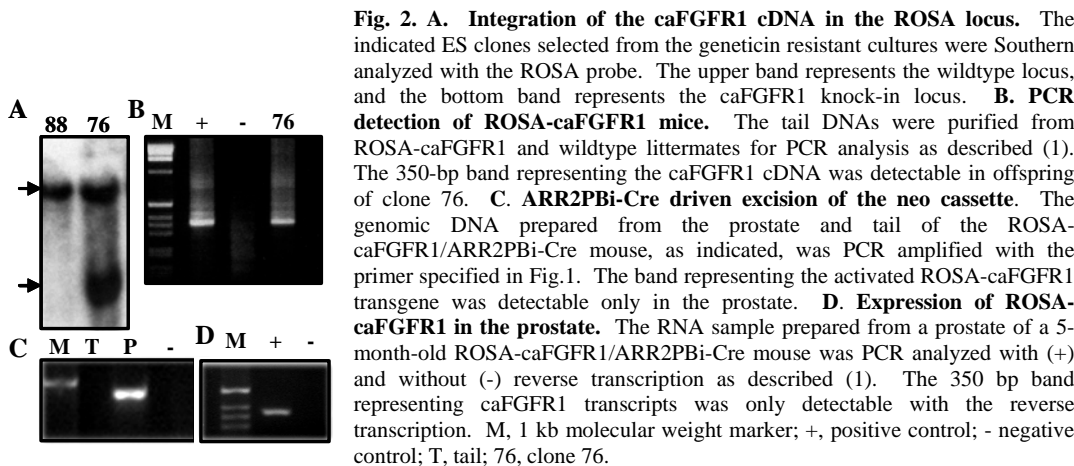 A
88 76
B
M + - 76
C
M T P -
D
M + -
Fig. 2. A. Integration of the caFGFR1 cDNA in the ROSA locus. The
indicated ES clones selected from the geneticin resistant cultures were Southern
analyzed with the ROSA probe. The upper band represents the wildtype locus,
and the bottom band represents the caFGFR1 knock-in locus. B. PCR
detection of ROSA-caFGFR1 mice. The tail DNAs were purified from
ROSA-caFGFR1 and wildtype littermates for PCR analysis as described (1).
The 350-bp band representing the caFGFR1 cDNA was detectable in offspring
of clone 76. C. ARR2PBi-Cre driven excision of the neo cassette. The
genomic DNA prepared from the prostate and tail of the ROSA-
caFGFR1/ARR2PBi-Cre mouse, as indicated, was PCR amplified with the
primer specified in Fig.1. The band representing the activated ROSA-caFGFR1
transgene was detectable only in the prostate. D. Expression of ROSA-
caFGFR1 in the prostate. The RNA sample prepared from a prostate of a 5-
month-old ROSA-caFGFR1/ARR2PBi-Cre mouse was PCR analyzed with (+)
and without (-) reverse transcription as described (1). The 350 bp band
representing caFGFR1 transcripts was only detectable with the reverse
transcription. M, 1 kb molecular weight marker; +, positive control; - negative
control; T, tail; 76, clone 76.